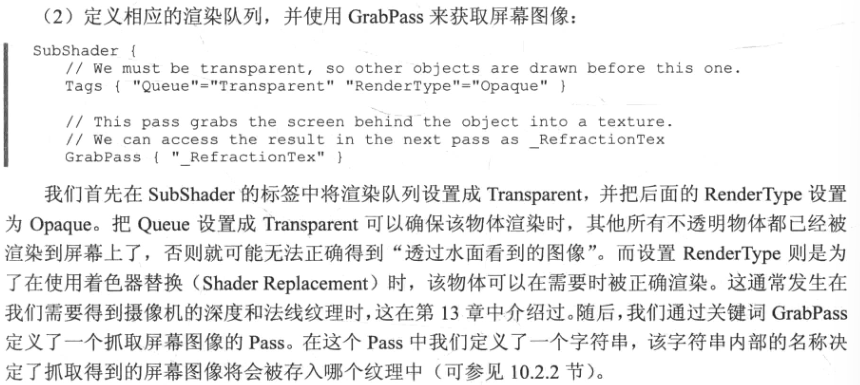 （2）定义相应的渲染队列，并使用 GrabPass 来获取屏幕图像：
SubShader {
// We must be transparent, so other objects are drawn before this one.
Tags { "Queue"="Transparent" "RenderType"="Opaque" }
// This pass grabs the screen behind the object into a texture.
// We can access the result in the next pass as _RefractionTex
GrabPass { "_RefractionTex" }
我们首先在 SubShader 的标签中将渲染队列设置成 Transparent，并把后面的 RenderType 设置
为 Opaque。把 Queue 设置成 Transparent 可以确保该物体渲染时，其他所有不透明物体都已经被
渲染到屏幕上了，否则就可能无法正确得到“透过水面看到的图像”。而设置 RenderType 则是为
了在使用着色器替换（Shader Replacement）时，该物体可以在需要时被正确渲染。这通常发生在
我们需要得到摄像机的深度和法线纹理时，这在第 13 章中介绍过。随后，我们通过关键词 GrabPass
定义了一个抓取屏幕图像的 Pass。在这个 Pass 中我们定义了一个字符串，该字符串内部的名称决
定了抓取得到的屏幕图像将会被存入哪个纹理中（可参见 10.2.2 节）。